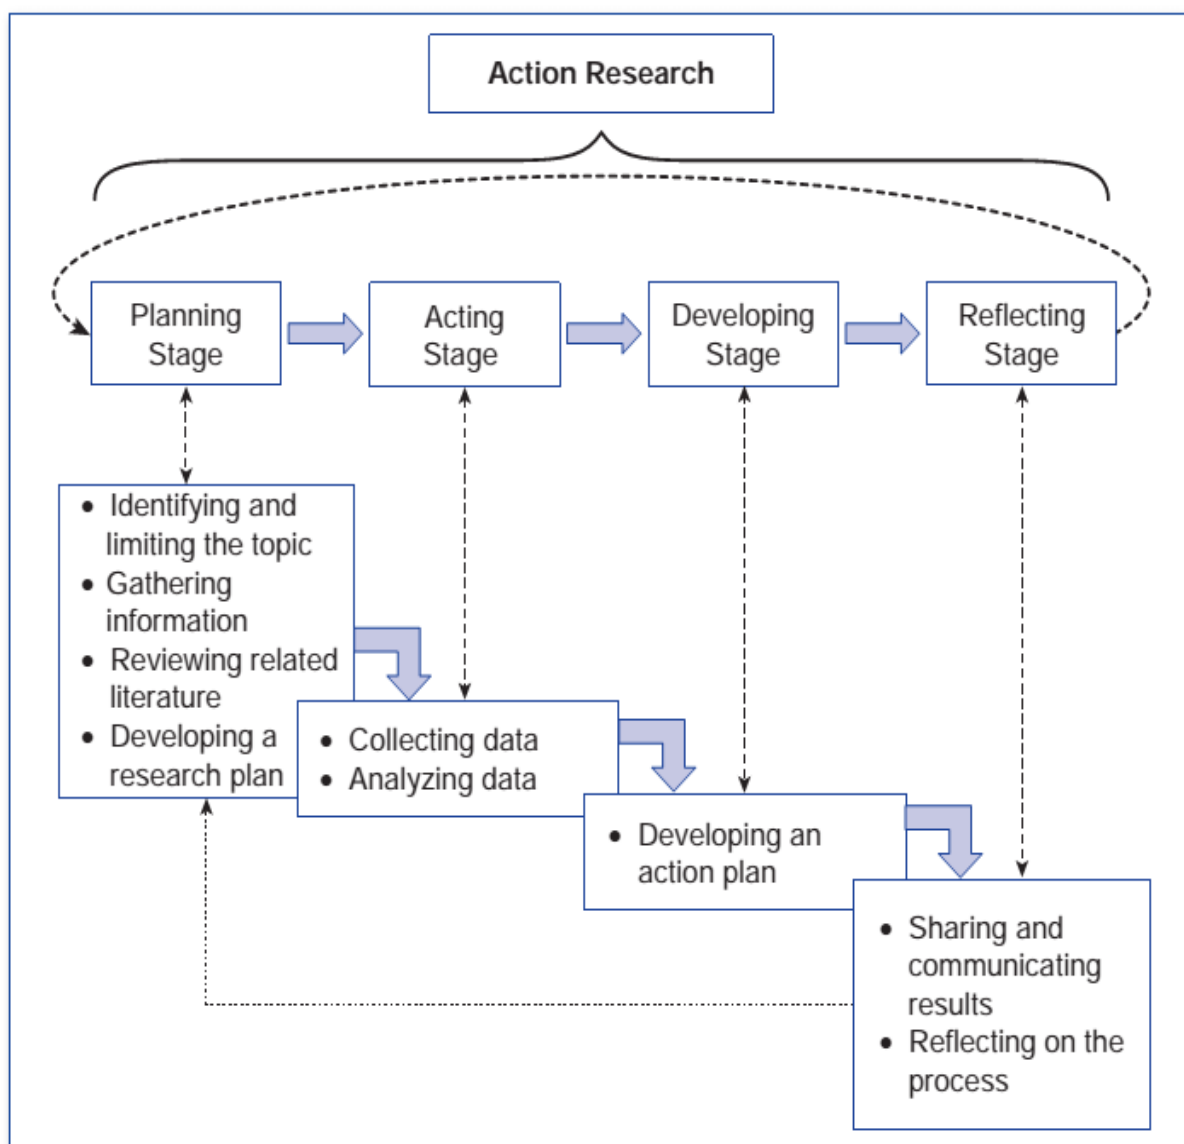 Action Research
Planning
Stage
Acting
Stage
Developing
Stage
Reflecting
Stage
• Identifying and
limiting the topic
• Gathering
information
• Reviewing related
literature
• Developing a
research plan
• Collecting data
• Analyzing data
• Developing an
action plan
• Sharing and
communicating
results
• Reflecting on the
process